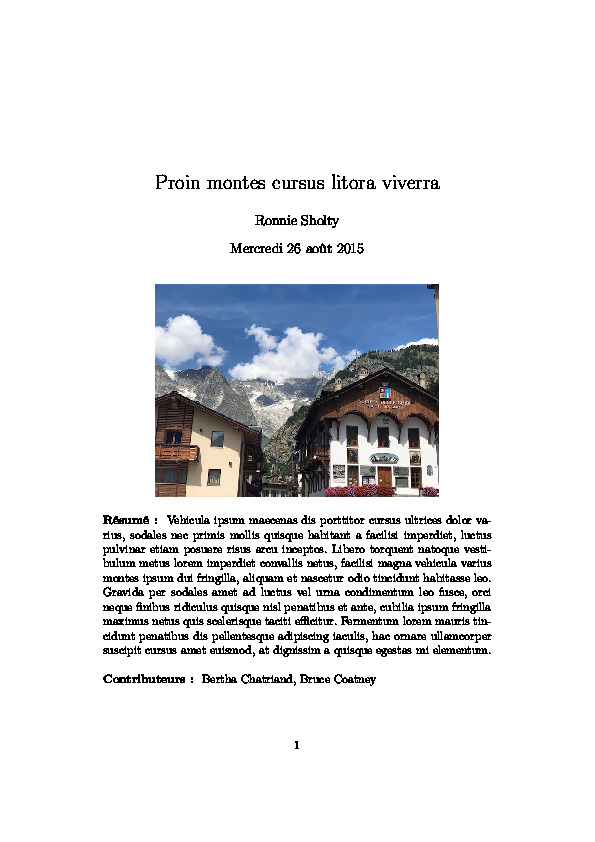 Proin montes cursus litora viverra
Ronnie Sholty
Mercredi 26 août 2015
Résumé : Vehicula ipsum maecenas dis porttitor cursus ultrices dolor va-
rius, sodales nec primis mollis quisque habitant a facilisi imperdiet, luctus
pulvinar etiam posuere risus arcu inceptos. Libero torquent natoque vesti-
bulum metus lorem imperdiet convallis netus, facilisi magna vehicula varius
montes ipsum dui fringilla, aliquam et nascetur odio tincidunt habitasse leo.
Gravida per sodales amet ad luctus vel urna condimentum leo fusce, orci
neque finibus ridiculus quisque nisl penatibus et ante, cubilia ipsum fringilla
maximus netus quis scelerisque taciti efficitur. Fermentum lorem mauris tin-
cidunt penatibus dis pellentesque adipiscing iaculis, hac ornare ullamcorper
suscipit cursus amet euismod, at dignissim a quisque egestas mi elementum.
Contributeurs : Bertha Chatriand, Bruce Coatney
1